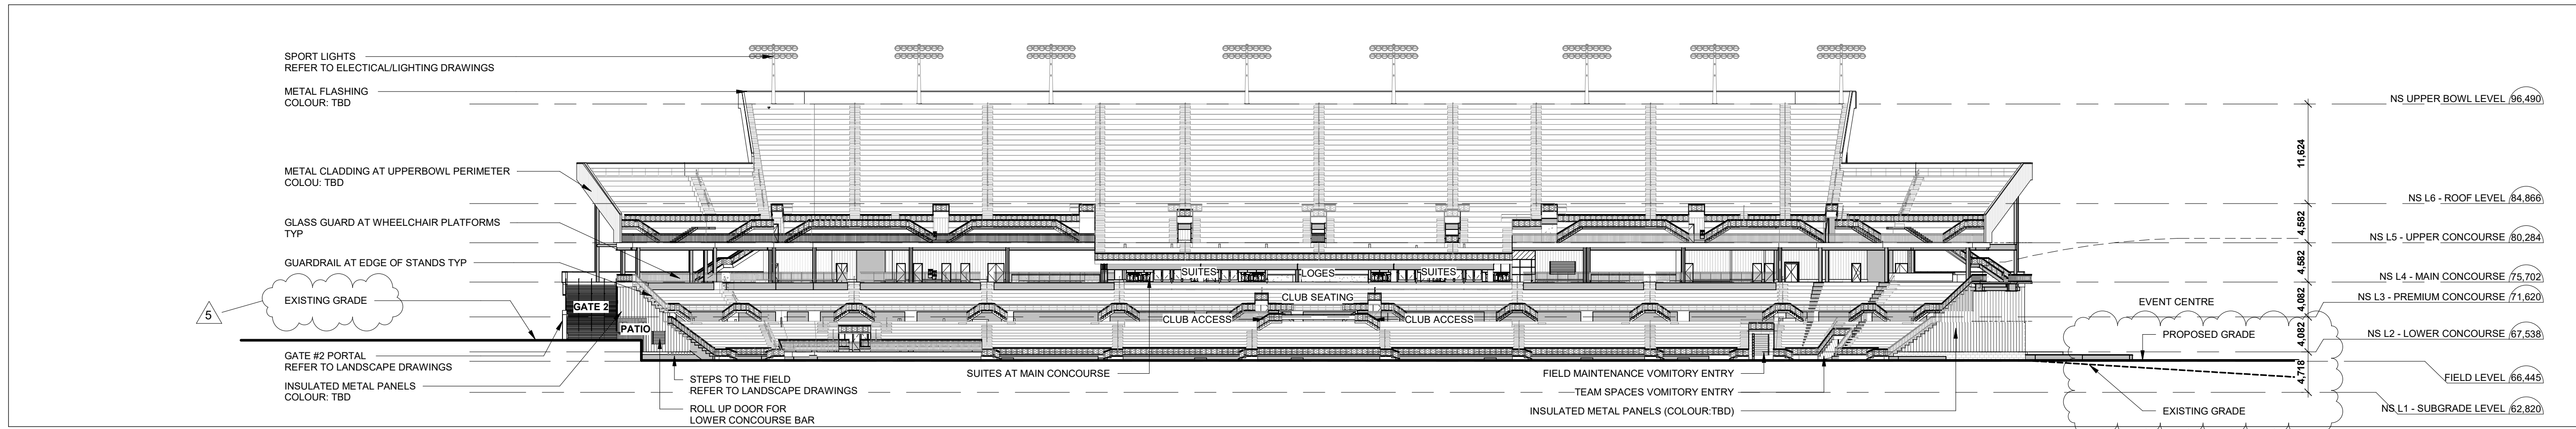 SPORT LIGHTS
REFER TO ELECTICAL/LIGHTING DRAWINGS
METAL FLASHING
COLOUR: TBD
METAL CLADDING AT UPPERBOWL PERIMETER
COLOU: TBD
GLASS GUARD AT WHEELCHAIR PLATFORMS
TYP
GUARDRAIL AT EDGE OF STANDS TYP
5
EXISTING GRADE
GATE #2 PORTAL
REFER TO LANDSCAPE DRAWINGS
INSULATED METAL PANELS
COLOUR: TBD
GATE 2
PATIO
STEPS TO THE FIELD
REFER TO LANDSCAPE DRAWINGS
ROLL UP DOOR FOR
LOWER CONCOURSE BAR
SUITES
LOGES
SUITES
CLUB SEATING
CLUB ACCESS
CLUB ACCESS
SUITES AT MAIN CONCOURSE
FIELD MAINTENANCE VOMITORY ENTRY
TEAM SPACES VOMITORY ENTRY
INSULATED METAL PANELS (COLOUR:TBD)
EVENT CENTRE
PROPOSED GRADE
EXISTING GRADE
11,624
4,582
4,582
4,082
4,082
4,718
NS UPPER BOWL LEVEL 96,490
NS L6 - ROOF LEVEL 84,866
NS L5 - UPPER CONCOURSE 80,284
NS L4 - MAIN CONCOURSE 75,702
NS L3 - PREMIUM CONCOURSE 71,620
NS L2 - LOWER CONCOURSE 67,538
FIELD LEVEL 66,445
NS L1 - SUBGRADE LEVEL 62,820